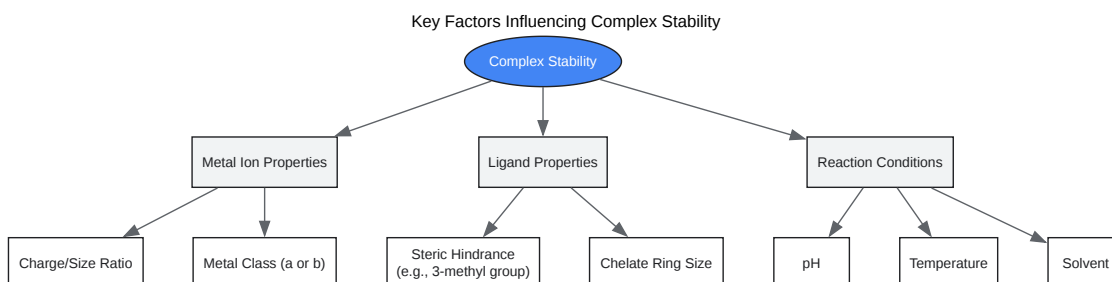 Key Factors Influencing Complex Stability
Complex Stability
Metal Ion Properties
Ligand Properties
Reaction Conditions
Charge/Size Ratio
Metal Class (a or b)
Steric Hindrance
(e.g., 3-methyl group)
Chelate Ring Size
pH
Temperature
Solvent